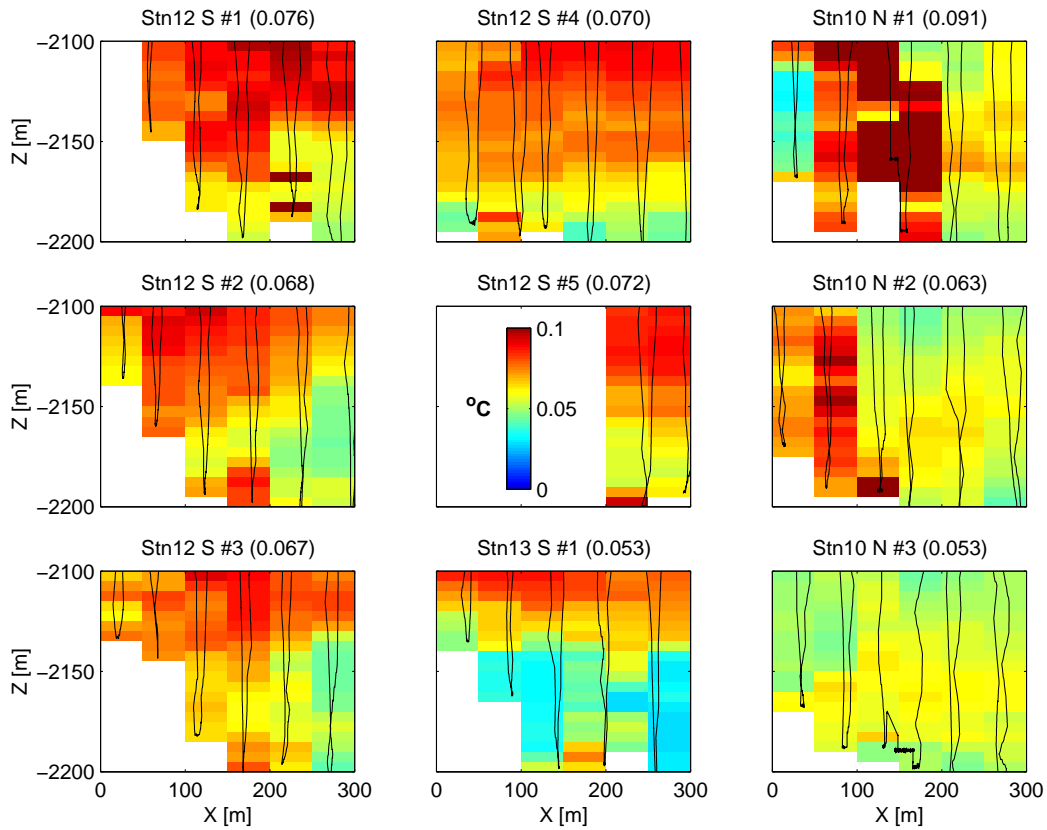 Stn12 S #1 (0.076)
Stn12 S #4 (0.070)
Stn10 N #1 (0.091)
−2100
−2150
−2200
Z [m]
Stn12 S #2 (0.068)
Stn12 S #5 (0.072)
Stn10 N #2 (0.063)
−2100
−2150
−2200
Z [m]
0.1
0.05
0
°C
Stn12 S #3 (0.067)
Stn13 S #1 (0.053)
Stn10 N #3 (0.053)
−2100
−2150
−2200
Z [m]
0 100 200 300
0 100 200 300
0 100 200 300
X [m]
X [m]
X [m]